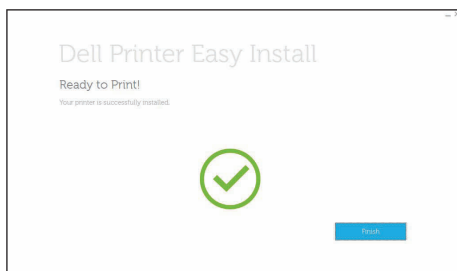 Dell Printer Easy Install
Ready to Print!
Your printer is successfully installed.
Finish